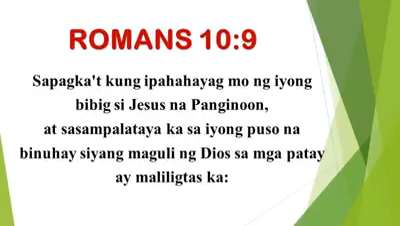 ROMANS 10:9
Sapagka't kung ipahahayag mo ng iyong
bibig si Jesus na Panginoon,
at sasampalataya ka sa iyong puso na
binuhay siyang maguli ng Dios sa mga patay
ay maliligtas ka: